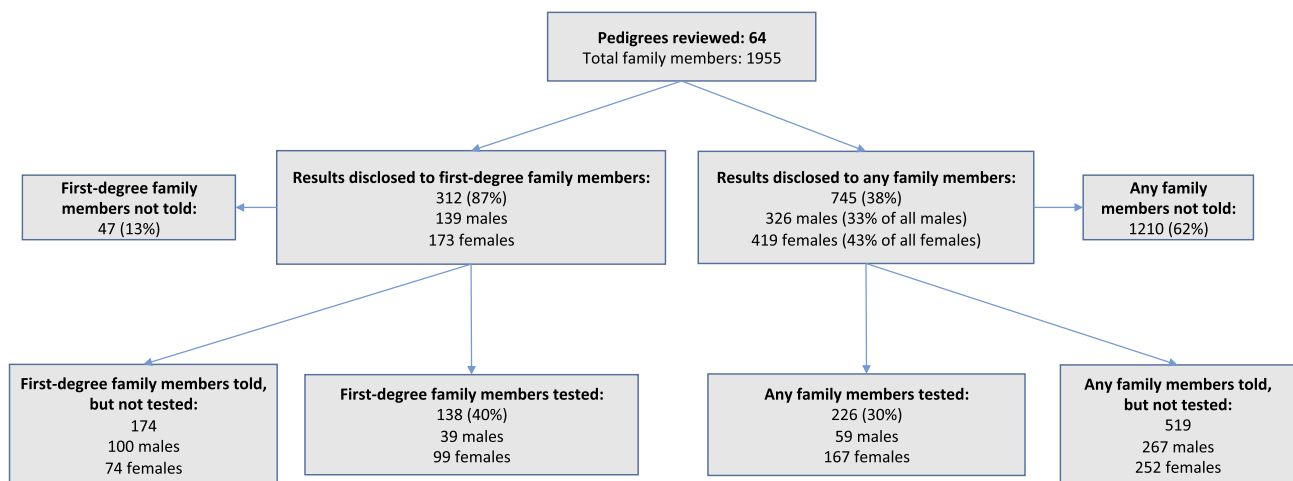 Pedigrees reviewed: 64
Total family members: 1955
First-degree family
members not told:
47 (13%)
Results disclosed to first-degree family members:
312 (87%)
139 males
173 females
Results disclosed to any family members:
745 (38%)
326 males (33% of all males)
419 females (43% of all females)
Any family
members not told:
1210 (62%)
First-degree family members told,
but not tested:
174
100 males
74 females
First-degree family members tested:
138 (40%)
39 males
99 females
Any family members tested:
226 (30%)
59 males
167 females
Any family members told,
but not tested:
519
267 males
252 females